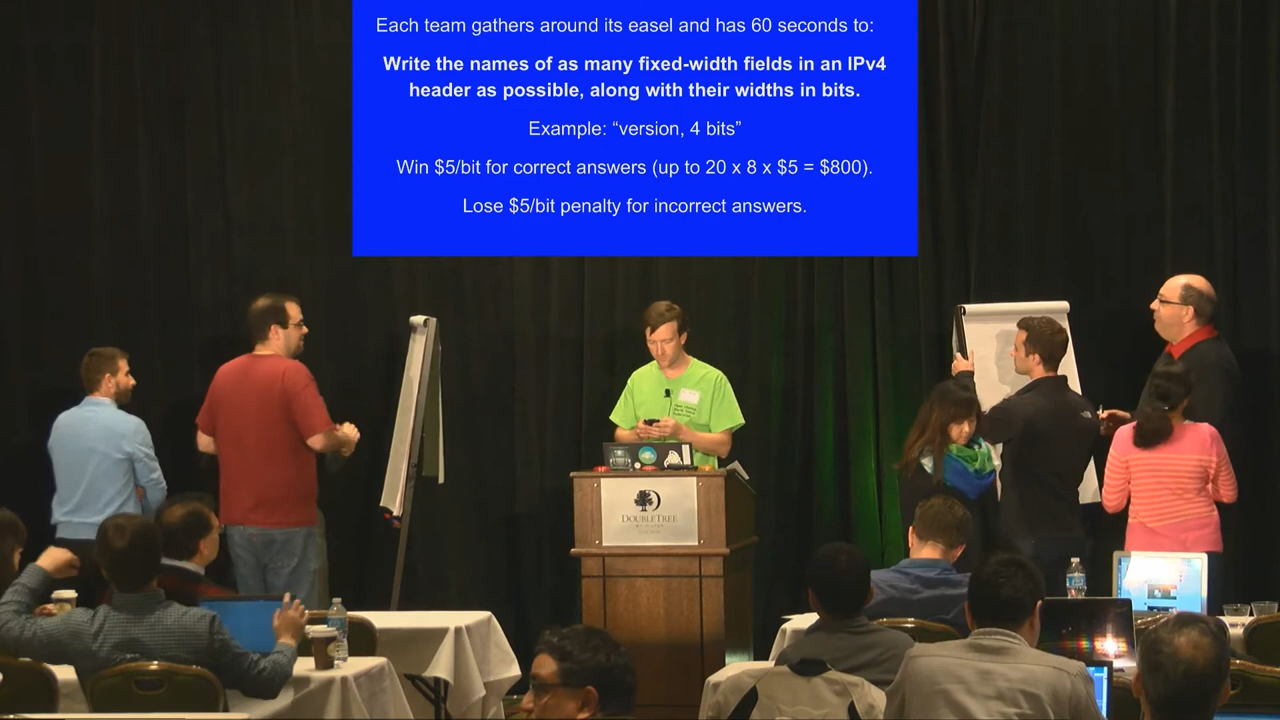 Each team gathers around its easel and has 60 seconds to:
Write the names of as many fixed-width fields in an IPv4
header as possible, along with their widths in bits.
Example: “version, 4 bits”
Win $5/bit for correct answers (up to 20 x 8 x $5 = $800).
Lose $5/bit penalty for incorrect answers.
DOUBLETREE